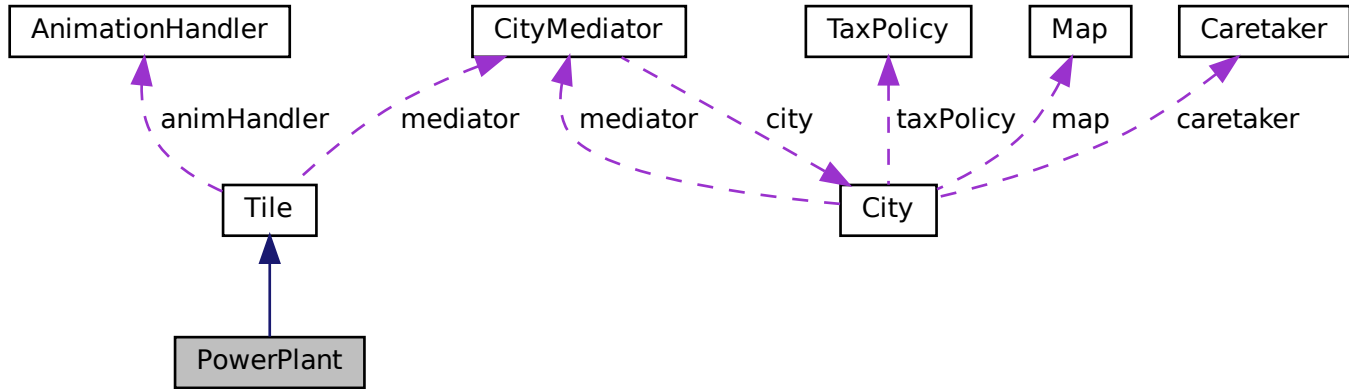 AnimationHandler
CityMediator
TaxPolicy
Map
Caretaker
animHandler
mediator
mediator
city
taxPolicy
map
caretaker
Tile
City
PowerPlant